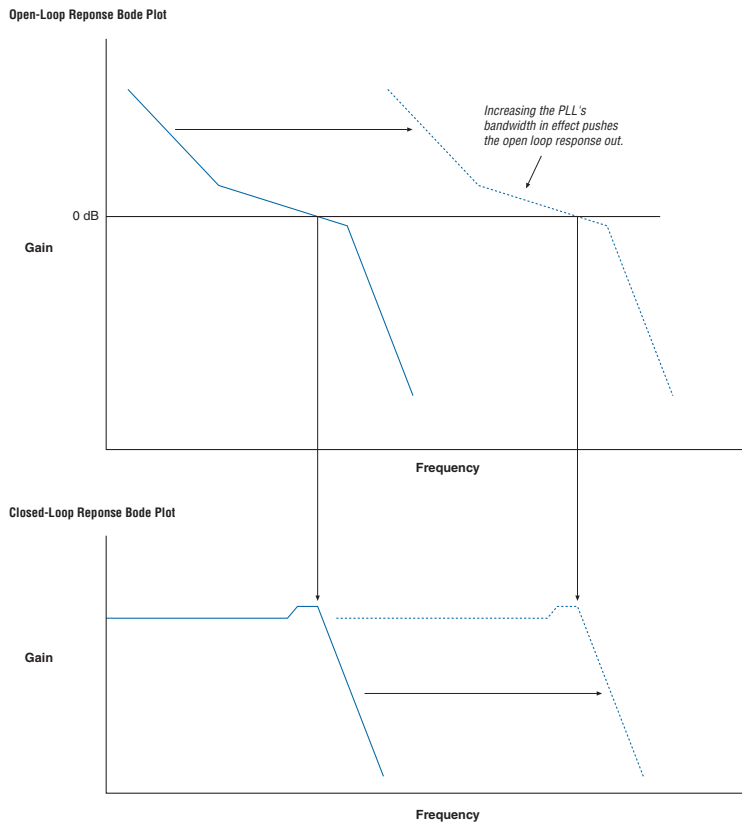 Open-Loop Reponse Bode Plot
Increasing the PLL's
bandwidth in effect pushes
the open loop response out.
0 dB
Gain
Frequency
Closed-Loop Reponse Bode Plot
Gain
Frequency